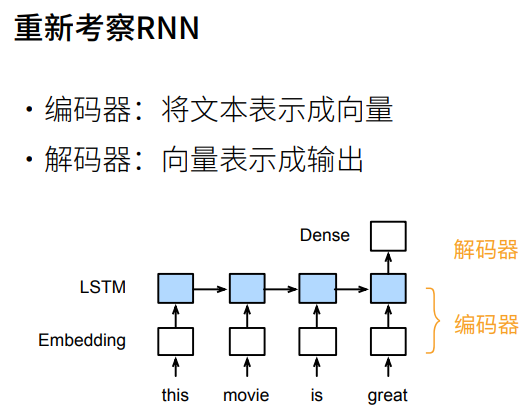 重新考察RNN
• 编码器：将文本表示成向量
• 解码器：向量表示成输出
Dense
解码器
LSTM
编码器
Embedding
this movie is great